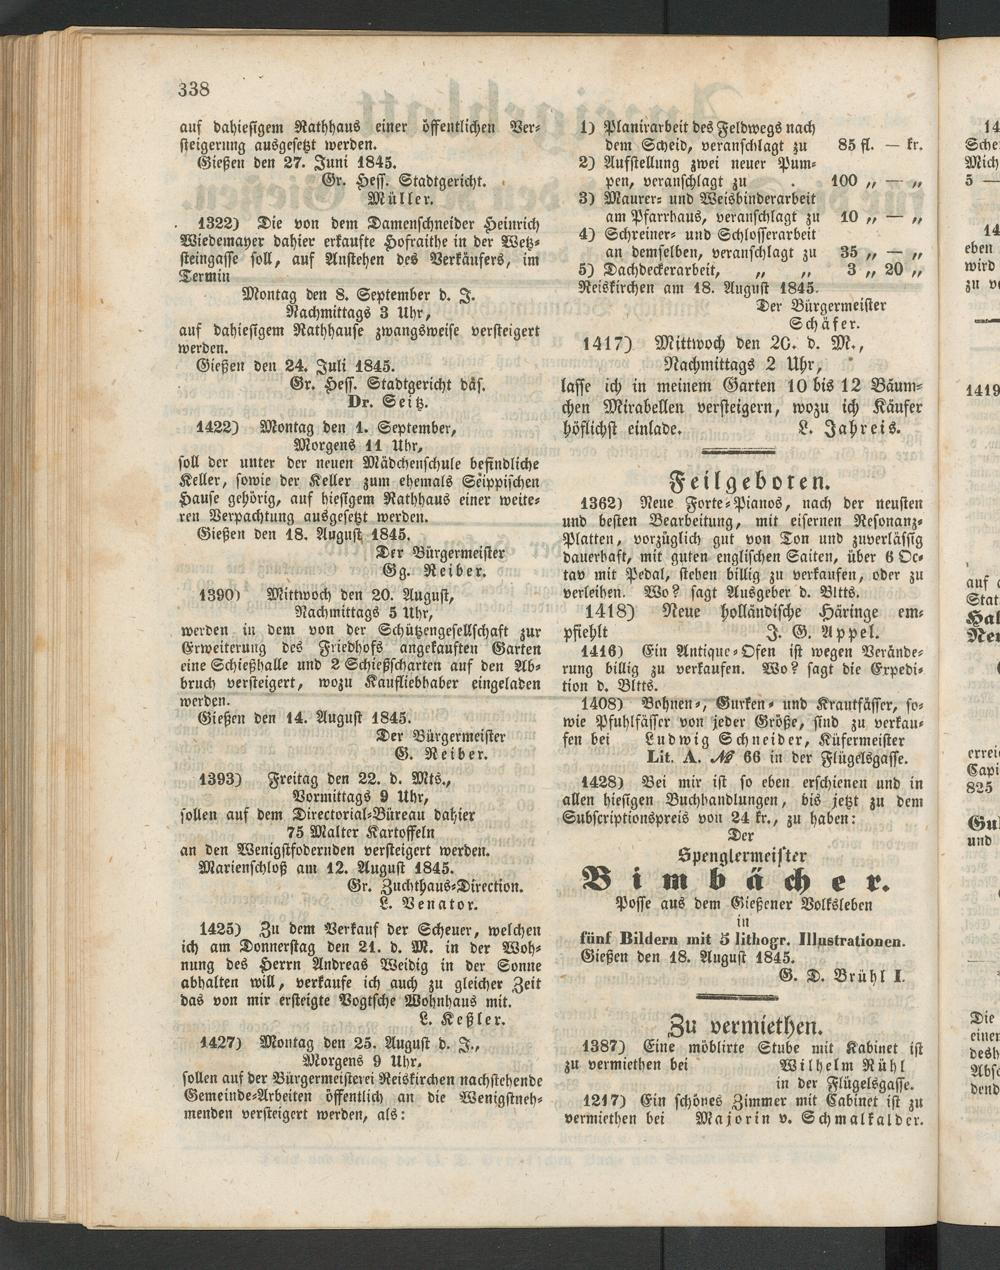 338
auf dahiesigem Rathhaus einer öffentlichen Ver-
steigerung ausgesetzt werden.
Gießen den 27. Juni 1845.
Gr. Hess. Stadtgericht.
Müller.
1322) Die von dem Damenschneider Heinrich
Wiedemayer dahier erkaufte Hofraithe in der Wetz-
steingasse soll, auf Anstehen des Verkäufers, im
Termin
Montag den 8. September d. J.
Nachmittags 3 Uhr,
auf dahiesigem Rathhause zwangsweise versteigert
werden.
Gießen den 24. Juli 1845.
Gr. Hess. Stadtgericht das.
Dr. Seitz.
1422) Montag den 1. September,
Morgens 11 Uhr,
soll der unter der neuen Mädchenschule befindliche
Keller, sowie der Keller zum ehemals Seippischen
Hause gehörig, auf hiesigem Rathhaus einer weite-
ren Verpachtung ausgesetzt werden.
Gießen den 18. August 1845.
Der Bürgermeister
Gg. Reiber.
1390) Mittwoch den 20. August,
Nachmittags 5 Uhr,
werden in dem von der Schützengesellschaft zur
Erweiterung des Friedhofs angekauften Garten
eine Schießhalle und 2 Schießscharten auf den Ab-
bruch versteigert, wozu Kaufliebhaber eingeladen
werden.
Gießen den 14. August 1845.
Der Bürgermeister
G. Reiber.
1393) Freitag den 22. d. Mts.,
Vormittags 9 Uhr,
sollen auf dem Directorial-Büreau dahier
75 Malter Kartoffeln
an den Wenigstfodernden versteigert werden.
Marienschloß am 12. August 1845.
Gr. Zuchthaus-Direction.
L. Venator.
1425) Zu dem Verkauf der Scheuer, welchen
ich am Donnerstag den 21. d. M. in der Woh-
nung des Herrn Andreas Weidig in der Sonne
abhalten will, verkaufe ich auch zu gleicher Zeit
das von mir ersteigte Vogtsche Wohnhaus mit.
L. Keßler.
1427) Montag den 25. August d. J.,
Morgens 9 Uhr,
sollen auf der Bürgermeisterei Reiskirchen nachstehende
Gemeinde-Arbeiten öffentlich an die Wenigstneh-
menden versteigert werden, als:
1) Planirarbeit des Feldwegs nach
dem Scheid, veranschlagt zu 85 fl. — kr.
2) Aufstellung zwei neuer Pum-
pen, veranschlagt zu . 100 „ — „
3) Maurer- und Weisbinderarbeit
am Pfarrhaus, veranschlagt zu 10 „ — „
4) Schreiner- und Schlosserarbeit
an demselben, veranschlagt zu 35 „ — „
5) Dachdeckerarbeit, „ „ 3 „ 20 „
Reiskirchen am 18. August 1845.
Der Bürgermeister
Schäfer.
1417) Mittwoch den 20. d. M.,
Nachmittags 2 Uhr,
lasse ich in meinem Garten 10 bis 12 Bäum-
chen Mirabellen versteigern, wozu ich Käufer
höflichst einlade. L. Jahreis.
Feilgeboten.
1362) Neue Forte-Pianos, nach der neusten
und besten Bearbeitung, mit eisernen Resonanz-
Platten, vorzüglich gut von Ton und zuverlässig
dauerhaft, mit guten englischen Saiten, über 6 Oc-
tav mit Pedal, stehen billig zu verkaufen, oder zu
verleihen. Wo? sagt Ausgeber d. Bltts.
1418) Neue holländische Häringe em-
pfiehlt J. G. Appel.
1416) Ein Antique-Ofen ist wegen Verände-
rung billig zu verkaufen. Wo? sagt die Expedi-
tion d. Bltts.
1408) Bohnen-, Gurken- und Krautfässer, so-
wie Pfuhlfässer von jeder Größe, sind zu verkau-
fen bei Ludwig Schneider, Küfermeister
Lit. A. № 66 in der Flügelsgasse.
1428) Bei mir ist so eben erschienen und in
allen hiesigen Buchhandlungen, bis jetzt zu dem
Subscriptionspreis von 24 kr., zu haben:
Der
Spenglermeister
Bimbächer.
Posse aus dem Gießener Volksleben
in
fünf Bildern mit 5 lithogr. Illustrationen.
Gießen den 18. August 1845.
G. D. Brühl I.
Zu vermiethen.
1387) Eine möblirte Stube mit Kabinet ist
zu vermiethen bei Wilhelm Rühl
in der Flügelsgasse.
1217) Ein schönes Zimmer mit Cabinet ist zu
vermiethen bei Majorin v. Schmalkalder.